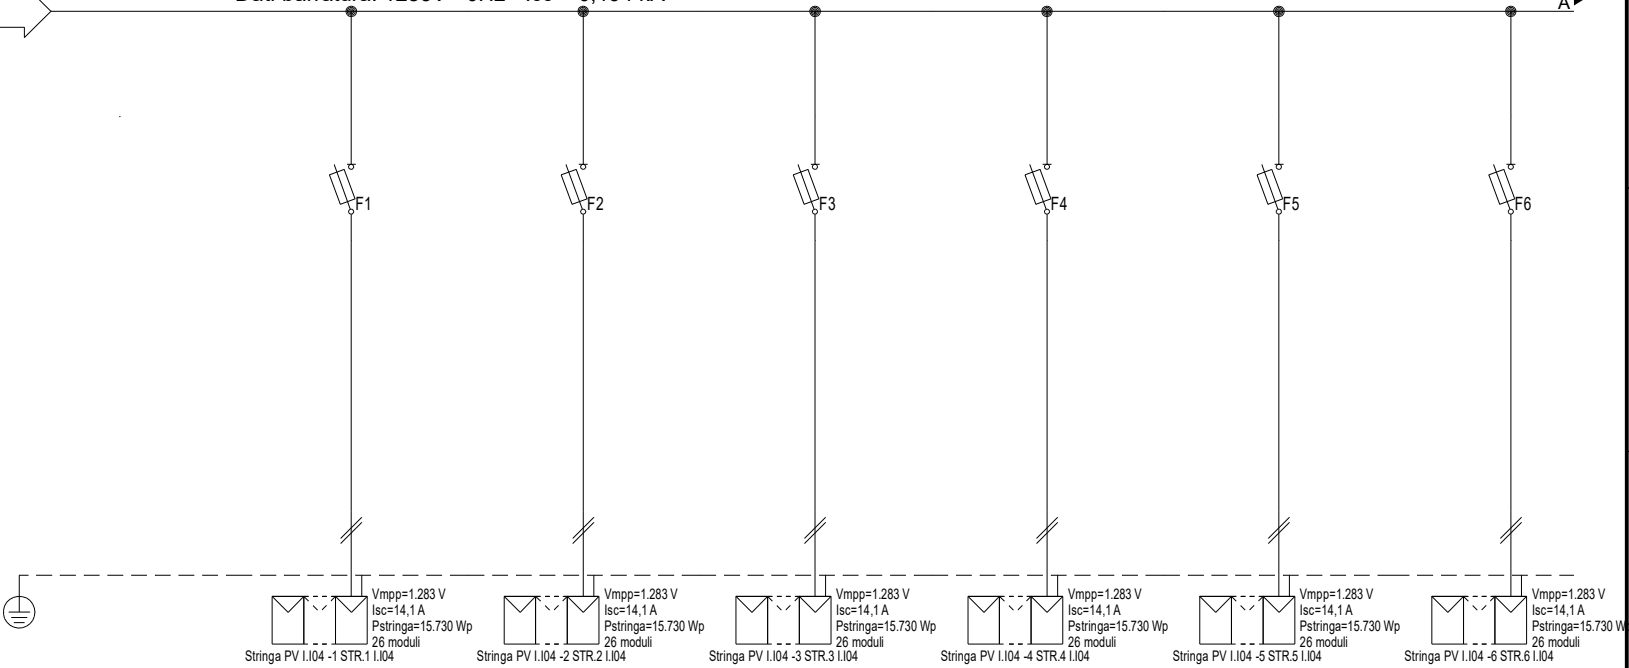 A
F1
F2
F3
F4
F5
F6
Vmpp=1.283 V
Isc=14,1 A
Pstringa=15.730 Wp
26 moduli
Stringa PV I.I04 -1 STR.1 I.I04
Vmpp=1.283 V
Isc=14,1 A
Pstringa=15.730 Wp
26 moduli
Stringa PV I.I04 -2 STR.2 I.I04
Vmpp=1.283 V
Isc=14,1 A
Pstringa=15.730 Wp
26 moduli
Stringa PV I.I04 -3 STR.3 I.I04
Vmpp=1.283 V
Isc=14,1 A
Pstringa=15.730 Wp
26 moduli
Stringa PV I.I04 -4 STR.4 I.I04
Vmpp=1.283 V
Isc=14,1 A
Pstringa=15.730 Wp
26 moduli
Stringa PV I.I04 -5 STR.5 I.I04
Vmpp=1.283 V
Isc=14,1 A
Pstringa=15.730 W
26 moduli
Stringa PV I.I04 -6 STR.6 I.I04